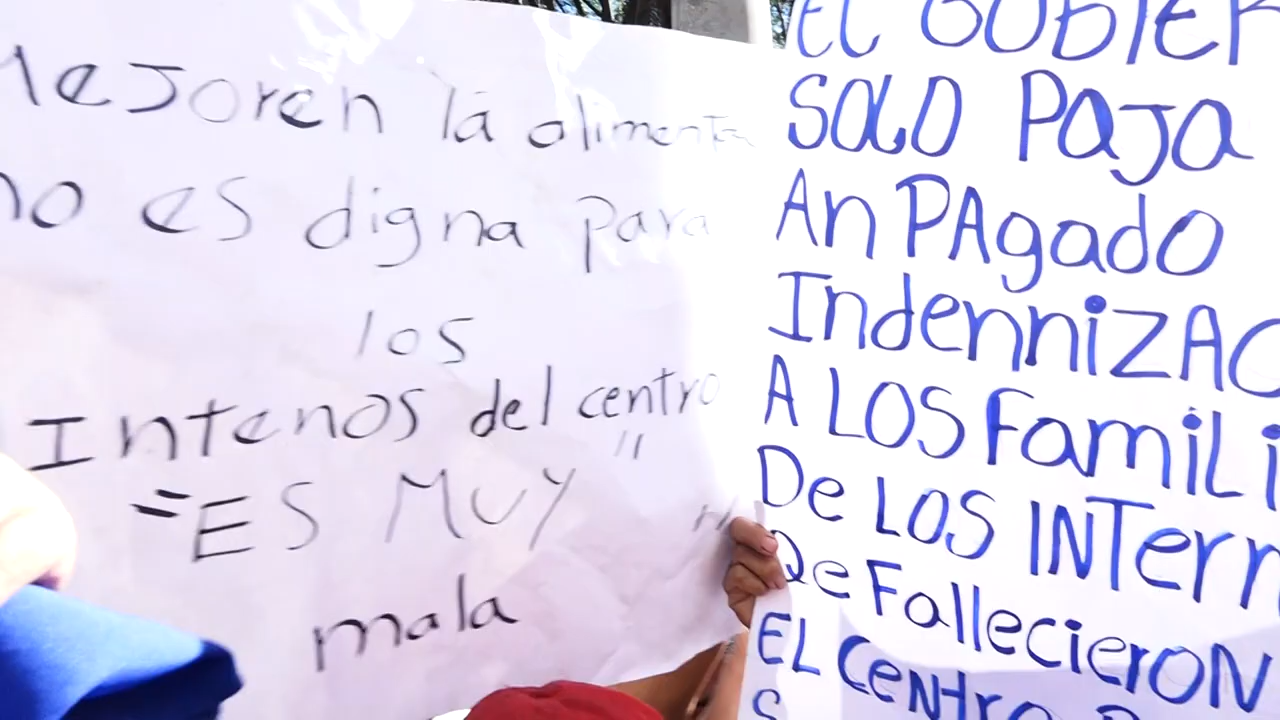 Mejoren la alimenta
no es digna para
los
Intenos del centro
"ES MUY "
mala
EL GObIER
SOLO PAJA
An PAgado
IndennizAC
A LOS FamiLi
De LOS INTern
Qe FallecierON
EL CeNtro